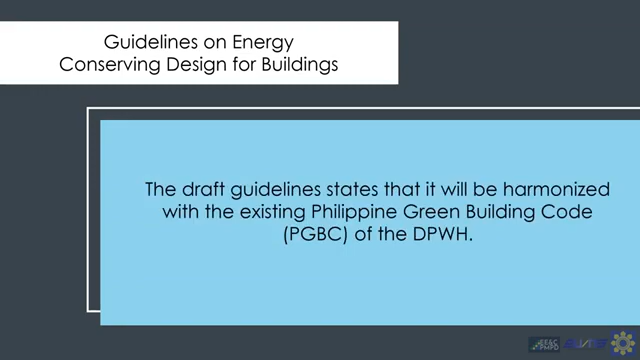 Guidelines on Energy
Conserving Design for Buildings
The draft guidelines states that it will be harmonized
with the existing Philippine Green Building Code
(PGBC) of the DPWH.